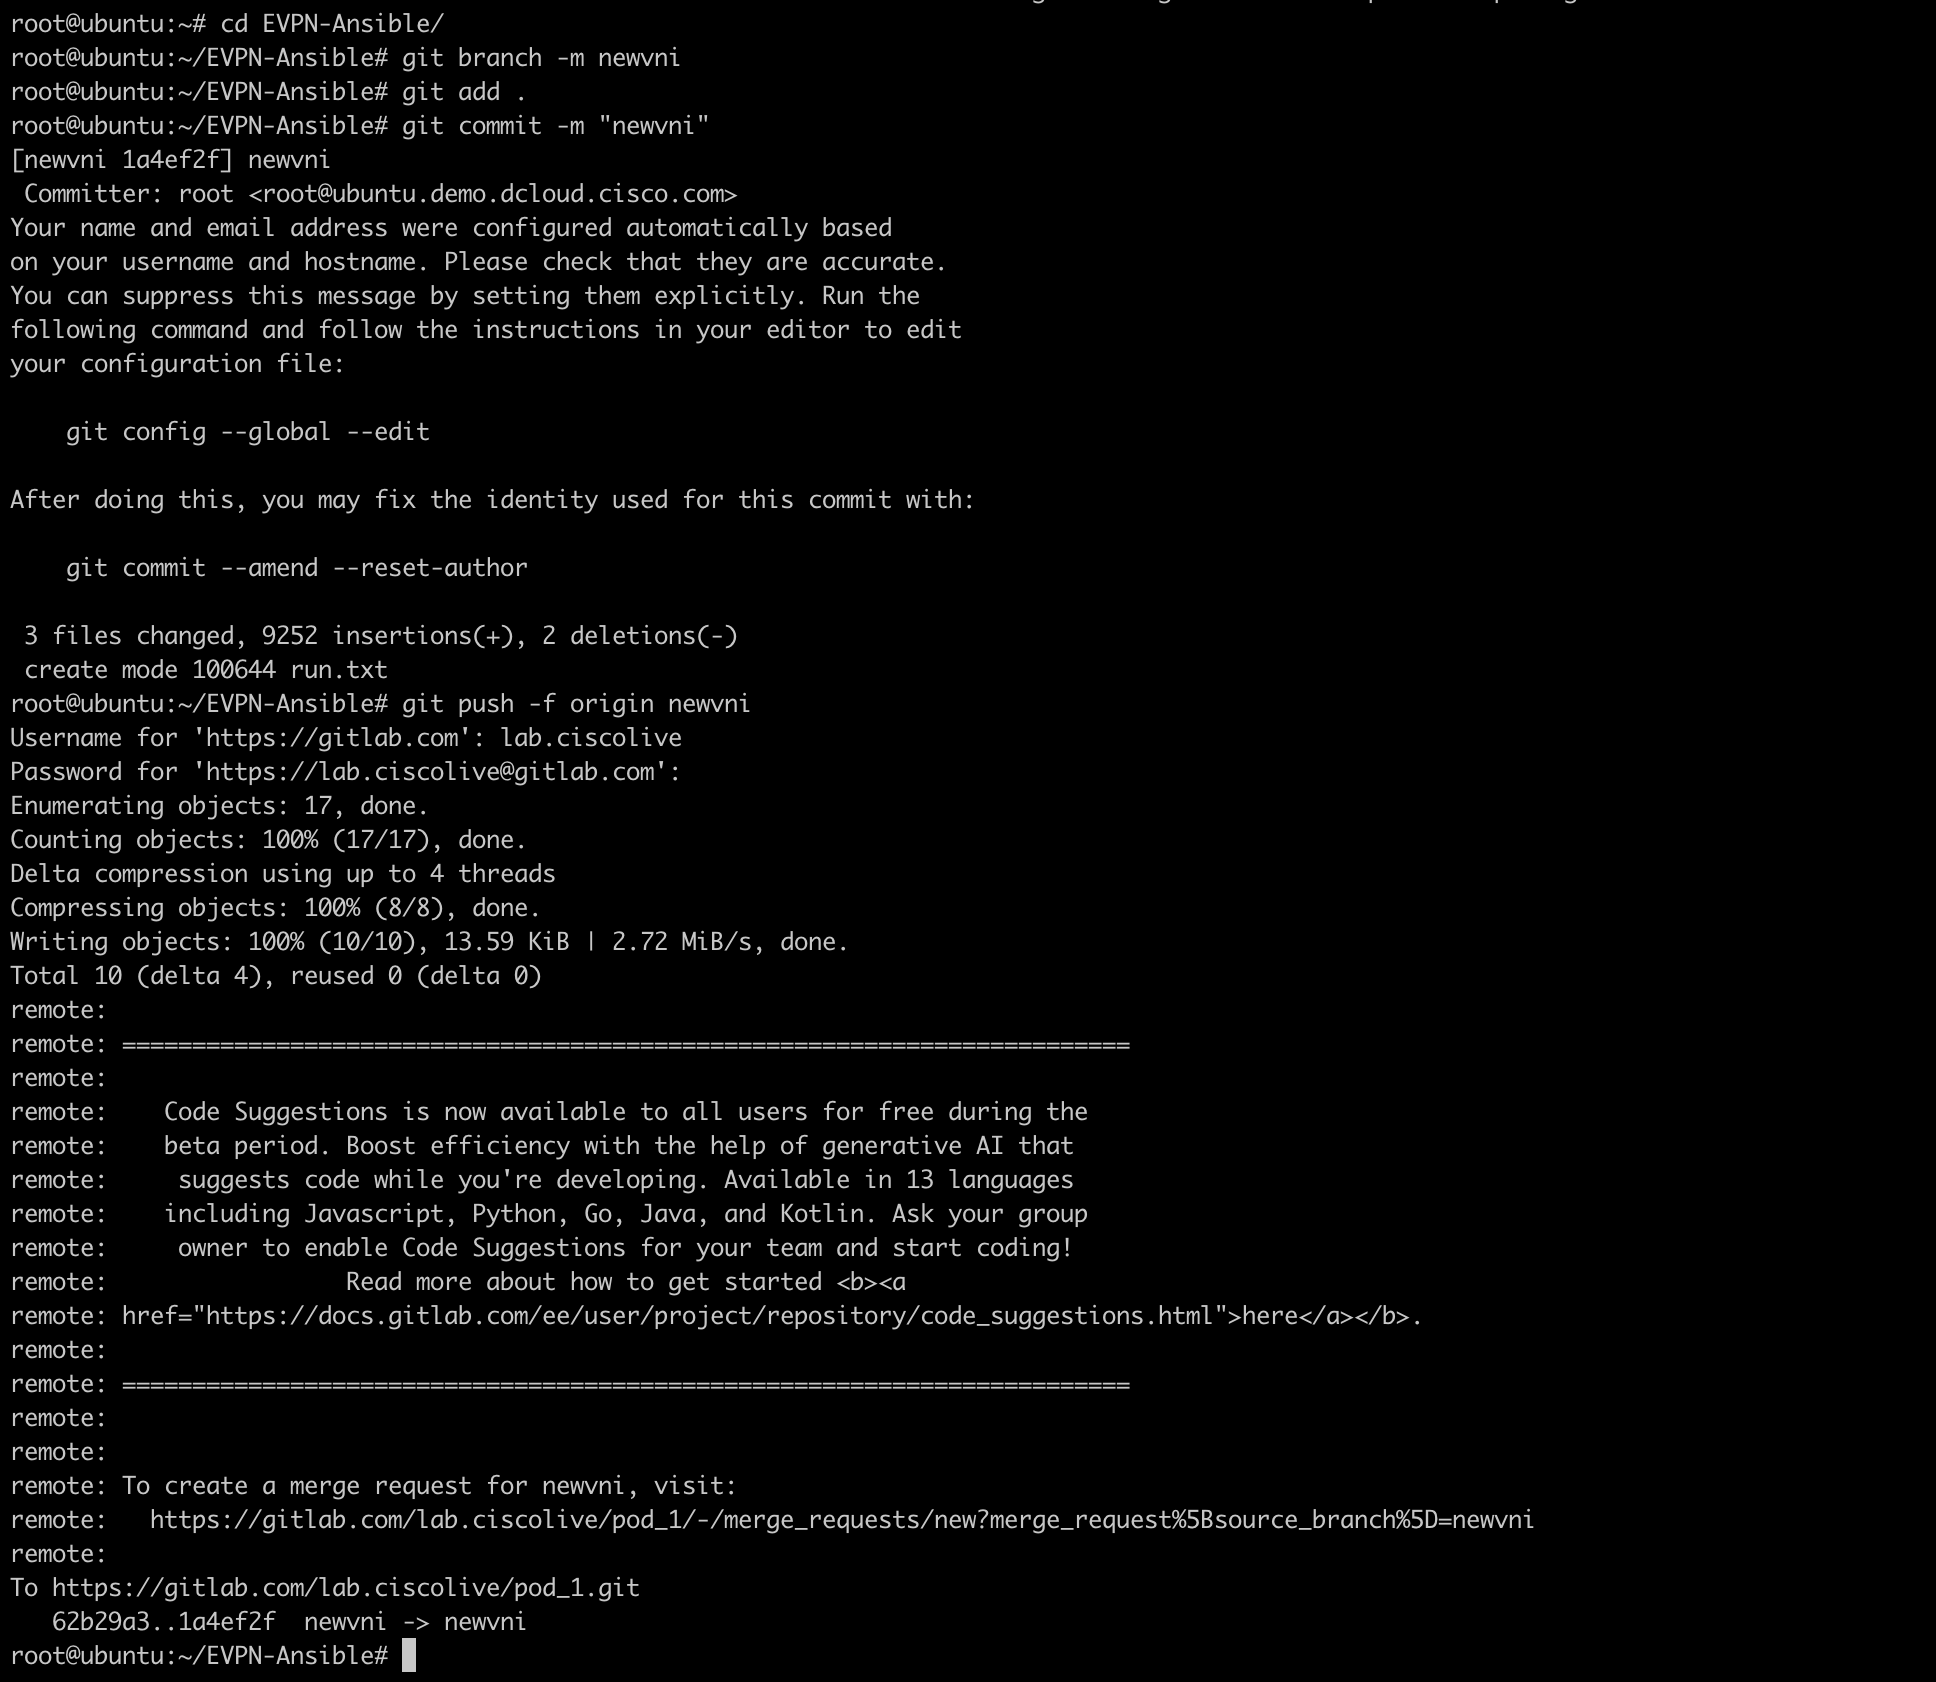 root@ubuntu:~# cd EVPN-Ansible/
root@ubuntu:~/EVPN-Ansible# git branch -m newvni
root@ubuntu:~/EVPN-Ansible# git add .
root@ubuntu:~/EVPN-Ansible# git commit -m "newvni"
[newvni 1a4ef2f] newvni
 Committer: root <root@ubuntu.demo.dcloud.cisco.com>
Your name and email address were configured automatically based
on your username and hostname. Please check that they are accurate.
You can suppress this message by setting them explicitly. Run the
following command and follow the instructions in your editor to edit
your configuration file:

    git config --global --edit

After doing this, you may fix the identity used for this commit with:

    git commit --amend --reset-author

 3 files changed, 9252 insertions(+), 2 deletions(-)
 create mode 100644 run.txt
root@ubuntu:~/EVPN-Ansible# git push -f origin newvni
Username for 'https://gitlab.com': lab.ciscolive
Password for 'https://lab.ciscolive@gitlab.com':
Enumerating objects: 17, done.
Counting objects: 100% (17/17), done.
Delta compression using up to 4 threads
Compressing objects: 100% (8/8), done.
Writing objects: 100% (10/10), 13.59 KiB | 2.72 MiB/s, done.
Total 10 (delta 4), reused 0 (delta 0)
remote:
remote: ========================================================================
remote:
remote:    Code Suggestions is now available to all users for free during the
remote:    beta period. Boost efficiency with the help of generative AI that
remote:     suggests code while you're developing. Available in 13 languages
remote:    including Javascript, Python, Go, Java, and Kotlin. Ask your group
remote:     owner to enable Code Suggestions for your team and start coding!
remote:                 Read more about how to get started <b><a
remote: href="https://docs.gitlab.com/ee/user/project/repository/code_suggestions.html">here</a></b>.
remote:
remote: ========================================================================
remote:
remote:
remote: To create a merge request for newvni, visit:
remote:   https://gitlab.com/lab.ciscolive/pod_1/-/merge_requests/new?merge_request%5Bsource_branch%5D=newvni
remote:
To https://gitlab.com/lab.ciscolive/pod_1.git
   62b29a3..1a4ef2f  newvni -> newvni
root@ubuntu:~/EVPN-Ansible#